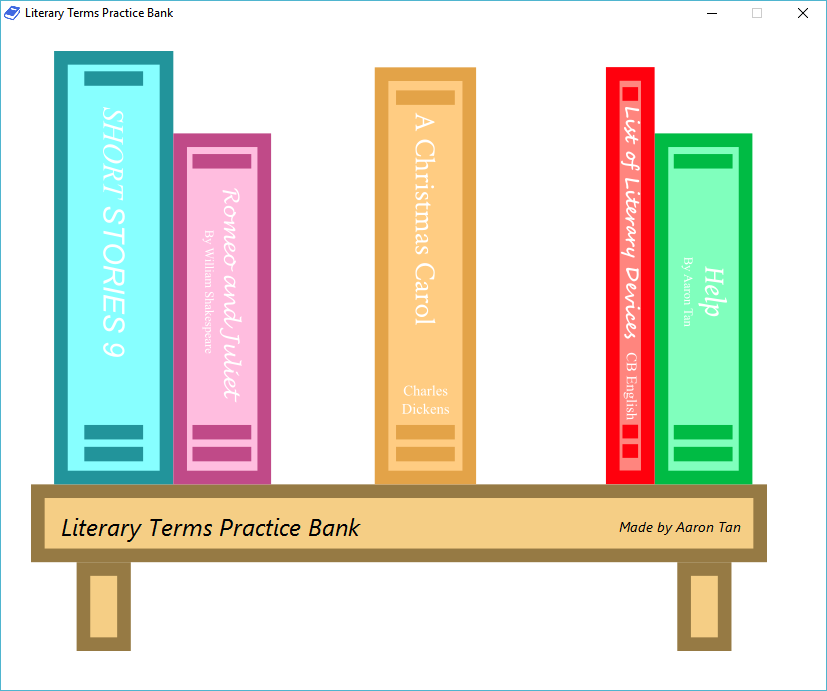 Literary Terms Practice Bank
SHORT STORIES 9
Romeo and Juliet
By William Shakespeare
A Christmas Carol
Charles
Dickens
List of Literary Devices
CB English
Help
By Aaron Tan
Literary Terms Practice Bank
Made by Aaron Tan